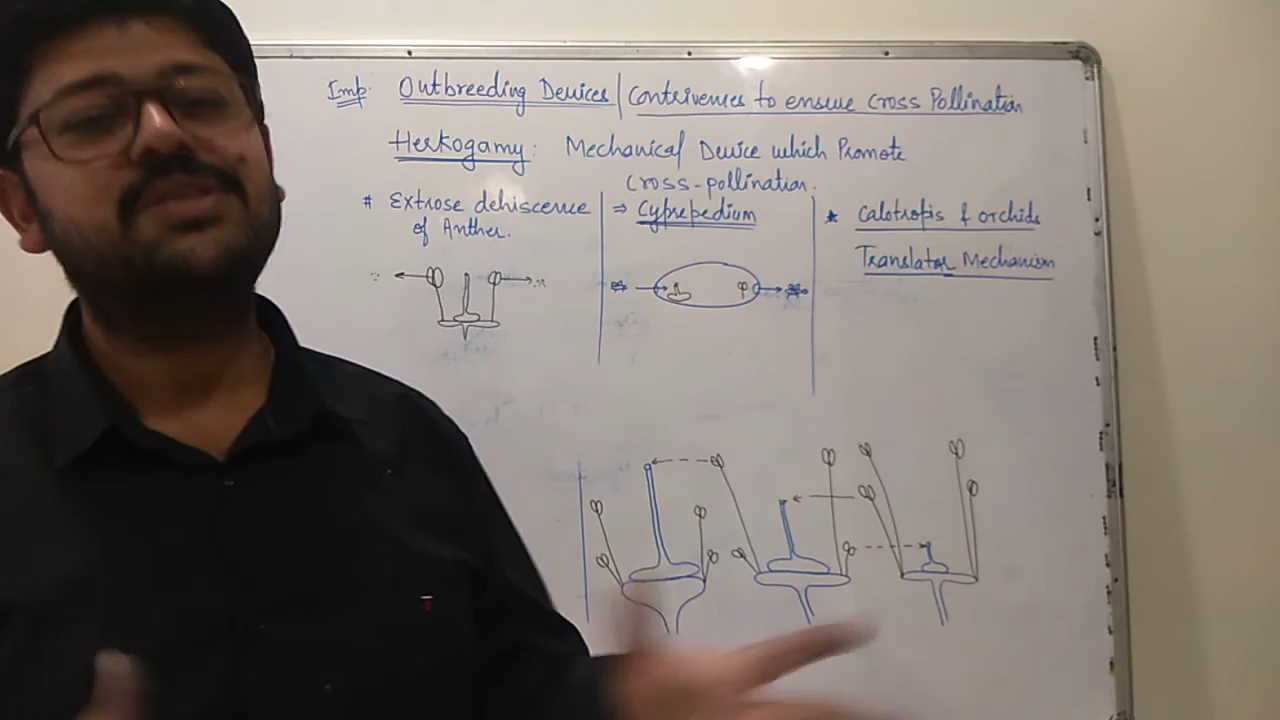 Imp: Outbreeding Devices / Contrivences to ensure Cross Pollination
Herkogamy: Mechanical Device which Promote
Cross-pollination.
# Extrose dehiscence
of Anther.
⇒ Cyprepedium
* Calotropis & orchids
Translator Mechanism